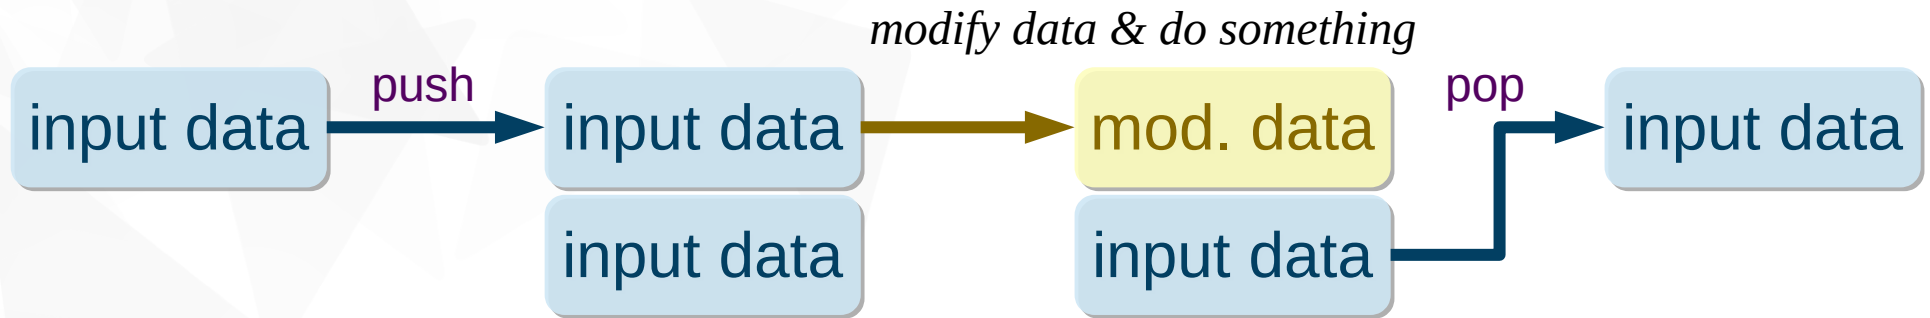 modify data & do something
push
pop
input data
input data
mod. data
input data
input data
input data